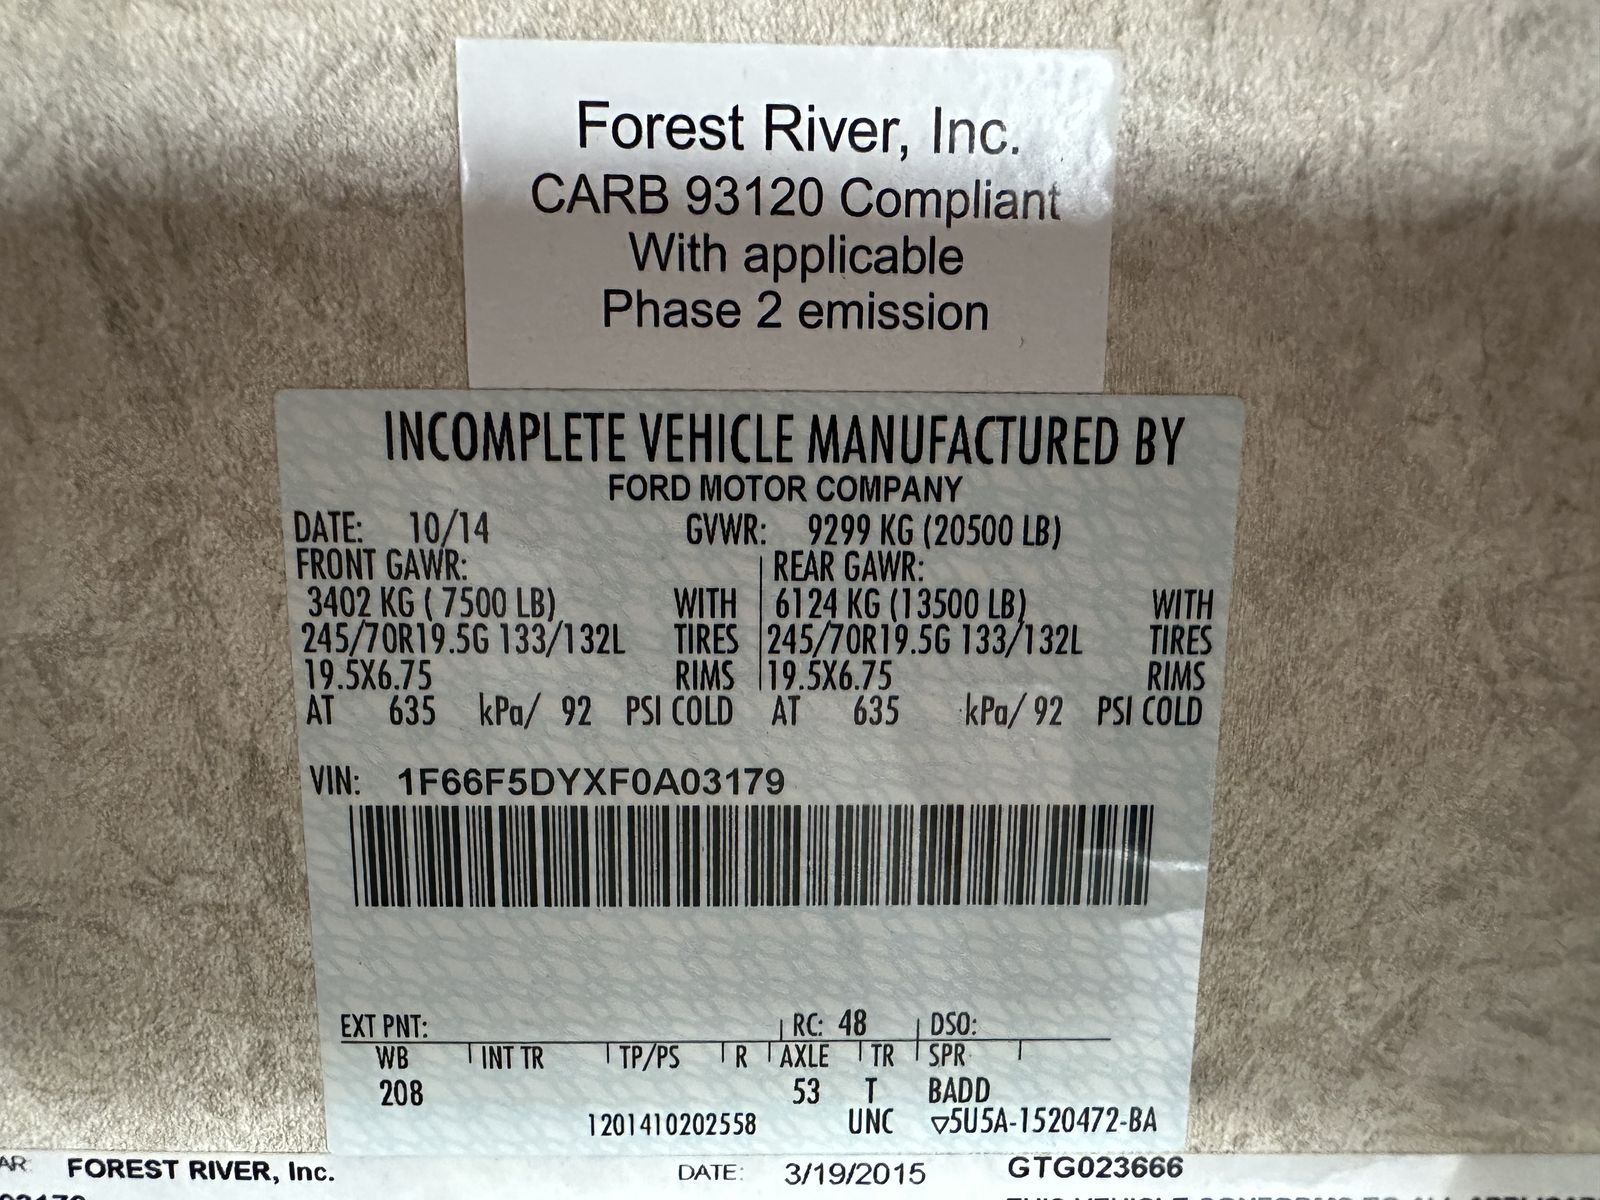 Forest River, Inc.
CARB 93120 Compliant
With applicable
Phase 2 emission
INCOMPLETE VEHICLE MANUFACTURED BY
FORD MOTOR COMPANY
DATE: 10/14 GVWR: 9299 KG (20500 LB)
FRONT GAWR: REAR GAWR:
3402 KG ( 7500 LB) WITH 6124 KG (13500 LB) WITH
245/70R19.5G 133/132L TIRES 245/70R19.5G 133/132L TIRES
19.5X6.75 RIMS 19.5X6.75 RIMS
AT 635 kPa/ 92 PSI COLD AT 635 kPa/ 92 PSI COLD
VIN: 1F66F5DYXF0A03179
EXT PNT: RC: 48 DSO:
WB INT TR TP/PS R AXLE TR SPR
208 53 T BADD
1201410202558 UNC ▽5U5A-1520472-BA
FOREST RIVER, Inc. DATE: 3/19/2015 GTG023666